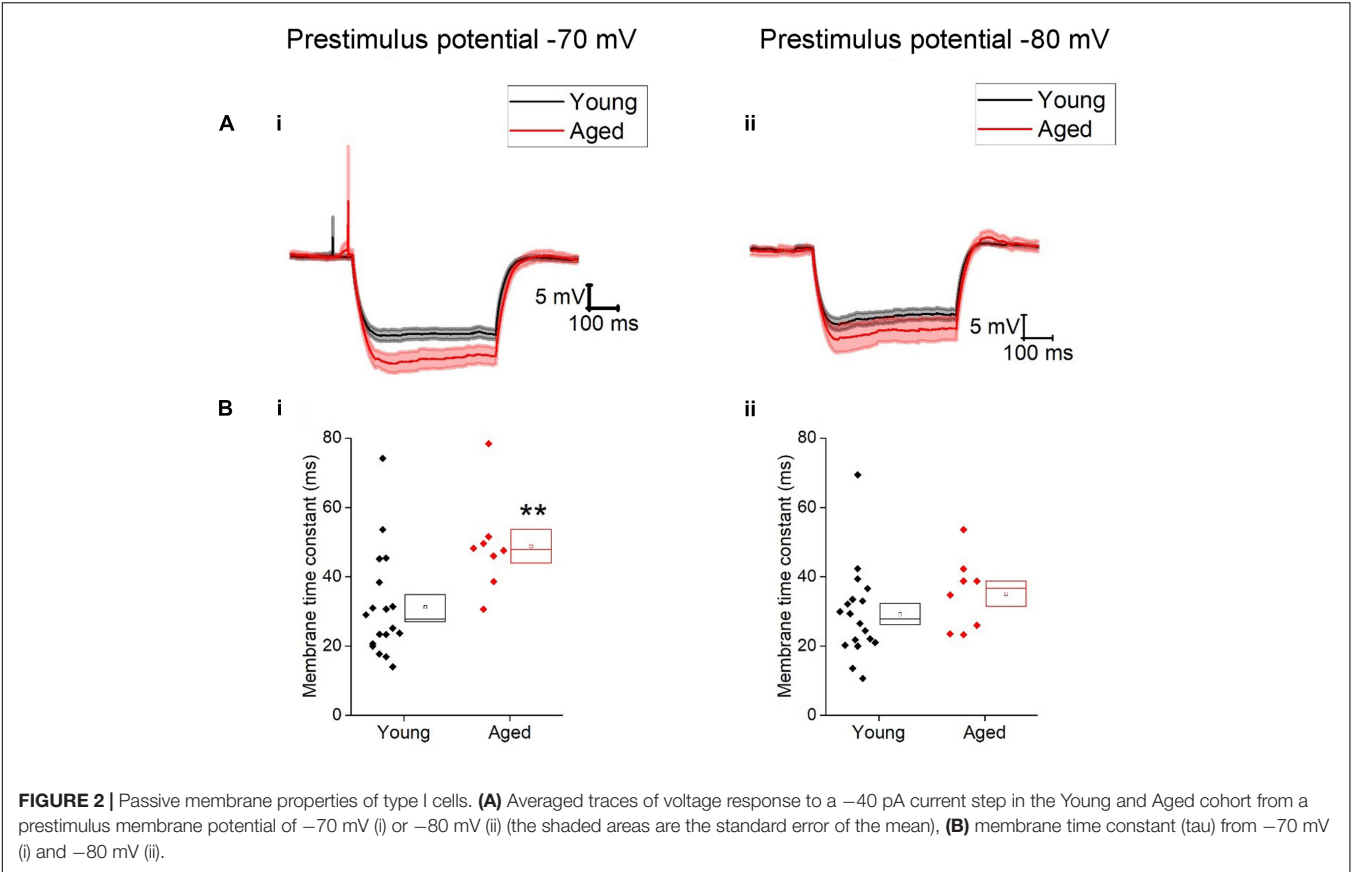 Prestimulus potential -70 mV
Prestimulus potential -80 mV
Young
Aged
Young
Aged
A
i
ii
5 mV
100 ms
5 mV
100 ms
B
i
ii
Membrane time constant (ms)
80
60
40
20
0
**
Young
Aged
Membrane time constant (ms)
80
60
40
20
0
Young
Aged
FIGURE 2 | Passive membrane properties of type I cells. (A) Averaged traces of voltage response to a −40 pA current step in the Young and Aged cohort from a
prestimulus membrane potential of −70 mV (i) or −80 mV (ii) (the shaded areas are the standard error of the mean), (B) membrane time constant (tau) from −70 mV
(i) and −80 mV (ii).